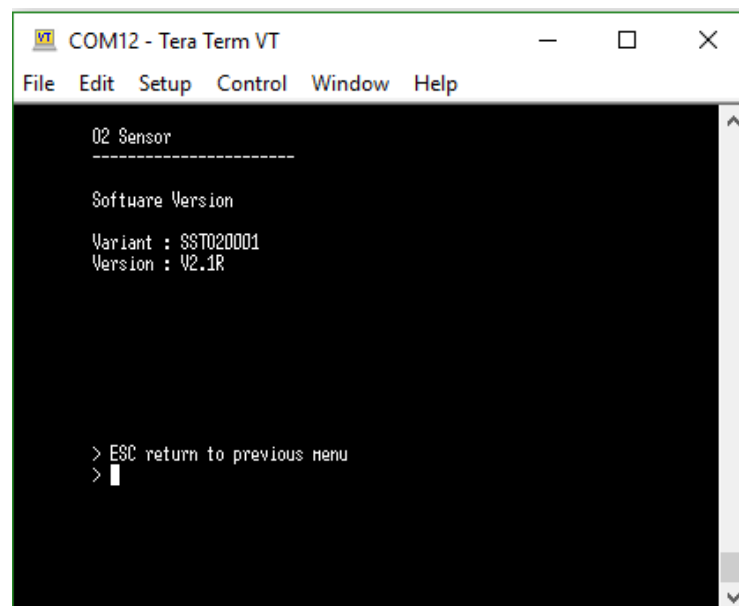 COM12 - Tera Term VT
File Edit Setup Control Window Help
O2 Sensor
-----------------------
Software Version
Variant : SSTO20001
Version : V2.1R
> ESC return to previous menu
>